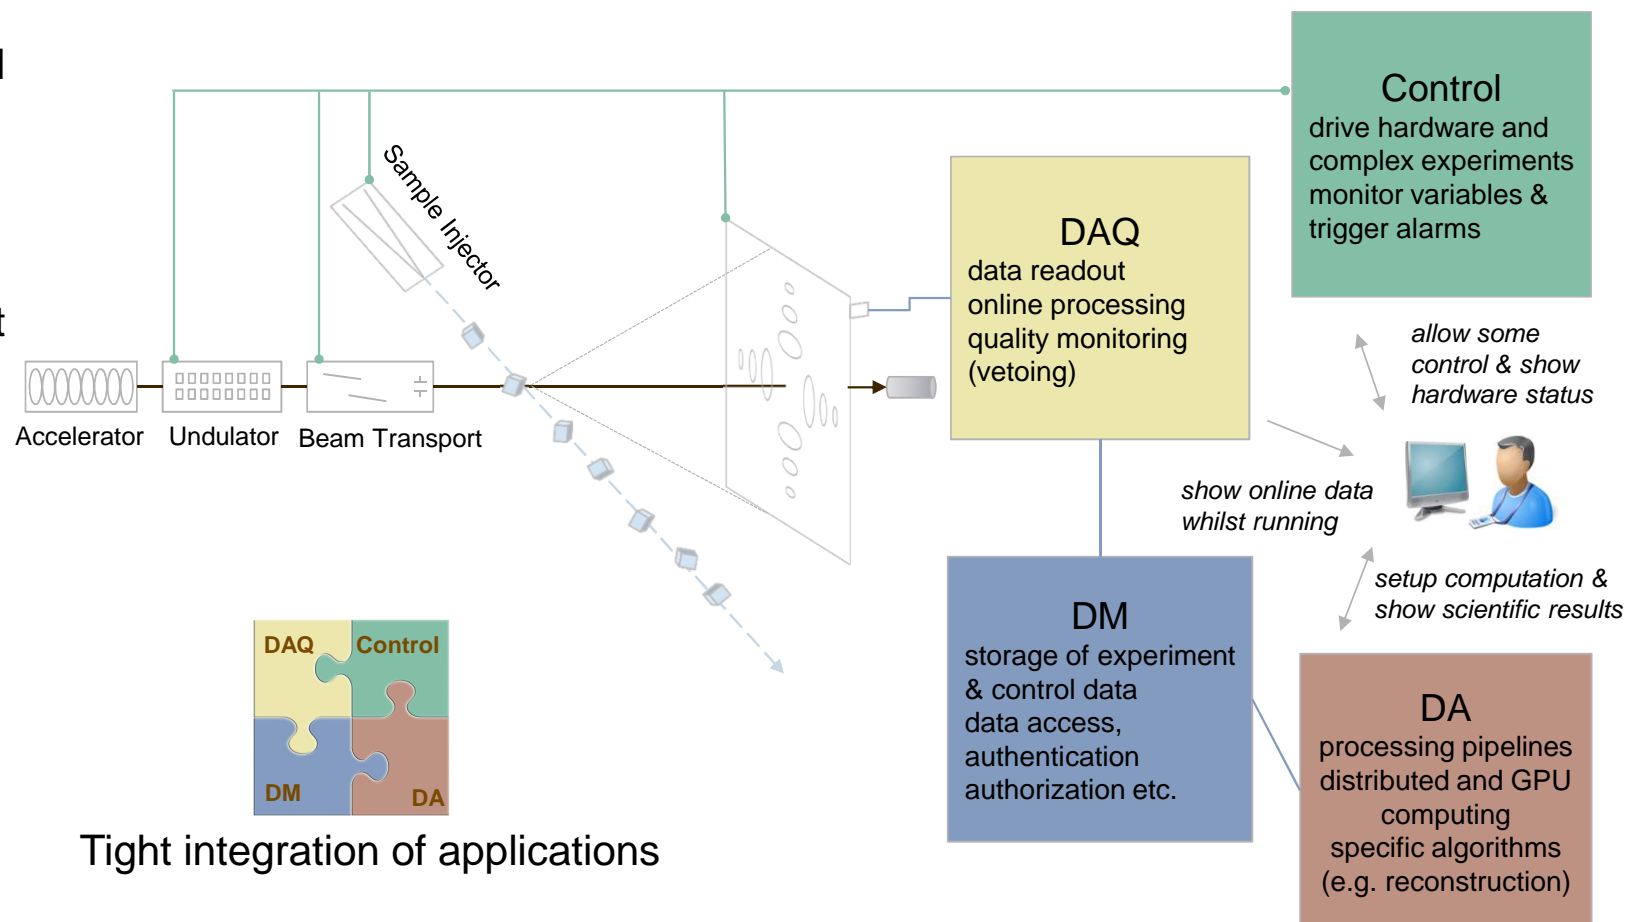 Control
drive hardware and
complex experiments
monitor variables &
trigger alarms
Sample Injector
DAQ
data readout
online processing
quality monitoring
(vetoing)
t
allow some
control & show
hardware status
Accelerator
Undulator
Beam Transport
show online data
whilst running
setup computation &
show scientific results
DM
storage of experiment
& control data
data access,
authentication
authorization etc.
DA
processing pipelines
distributed and GPU
computing
specific algorithms
(e.g. reconstruction)
DAQ
Control
DM
DA
Tight integration of applications